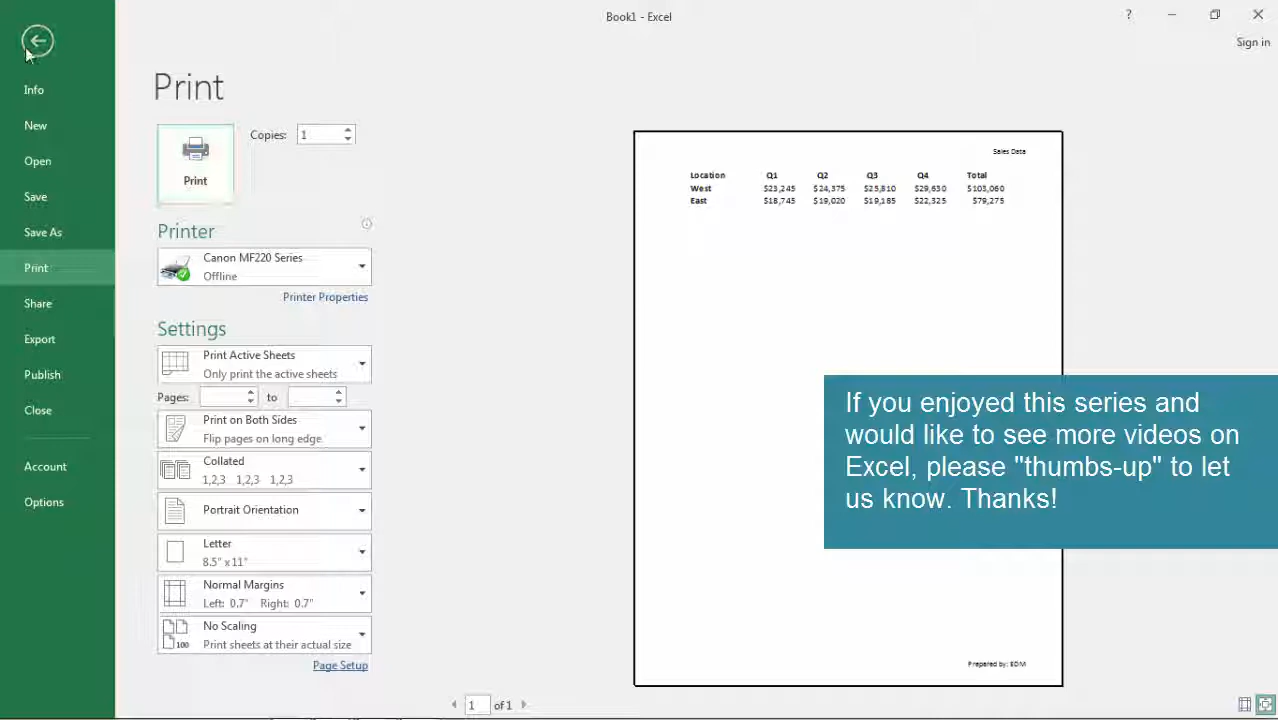 Book1 - Excel
?
Sign in
Info
New
Open
Save
Save As
Print
Share
Export
Publish
Close
Account
Options
Print
Print
Copies: 1
Printer
Canon MF220 Series
Offline
Printer Properties
Settings
Print Active Sheets
Only print the active sheets
Pages: to
Print on Both Sides
Flip pages on long edge
Collated
1,2,3 1,2,3 1,2,3
Portrait Orientation
Letter
8.5" x 11"
Normal Margins
Left: 0.7" Right: 0.7"
No Scaling
100
Print sheets at their actual size
Page Setup
Sales Data
Location Q1 Q2 Q3 Q4 Total
West $23,245 $24,375 $25,810 $29,630 $103,060
East $18,745 $19,020 $19,185 $22,325 $79,275
Prepared by: EDM
If you enjoyed this series and
would like to see more videos on
Excel, please "thumbs-up" to let
us know. Thanks!
1 of 1